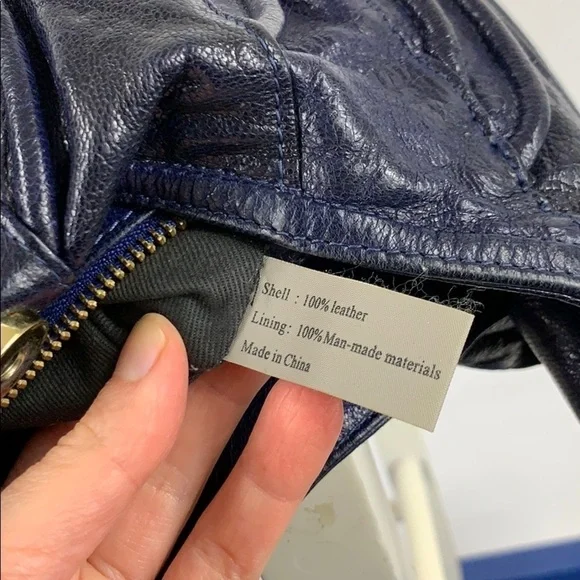 Shell : 100% leather
Lining: 100% Man-made materials
Made in China